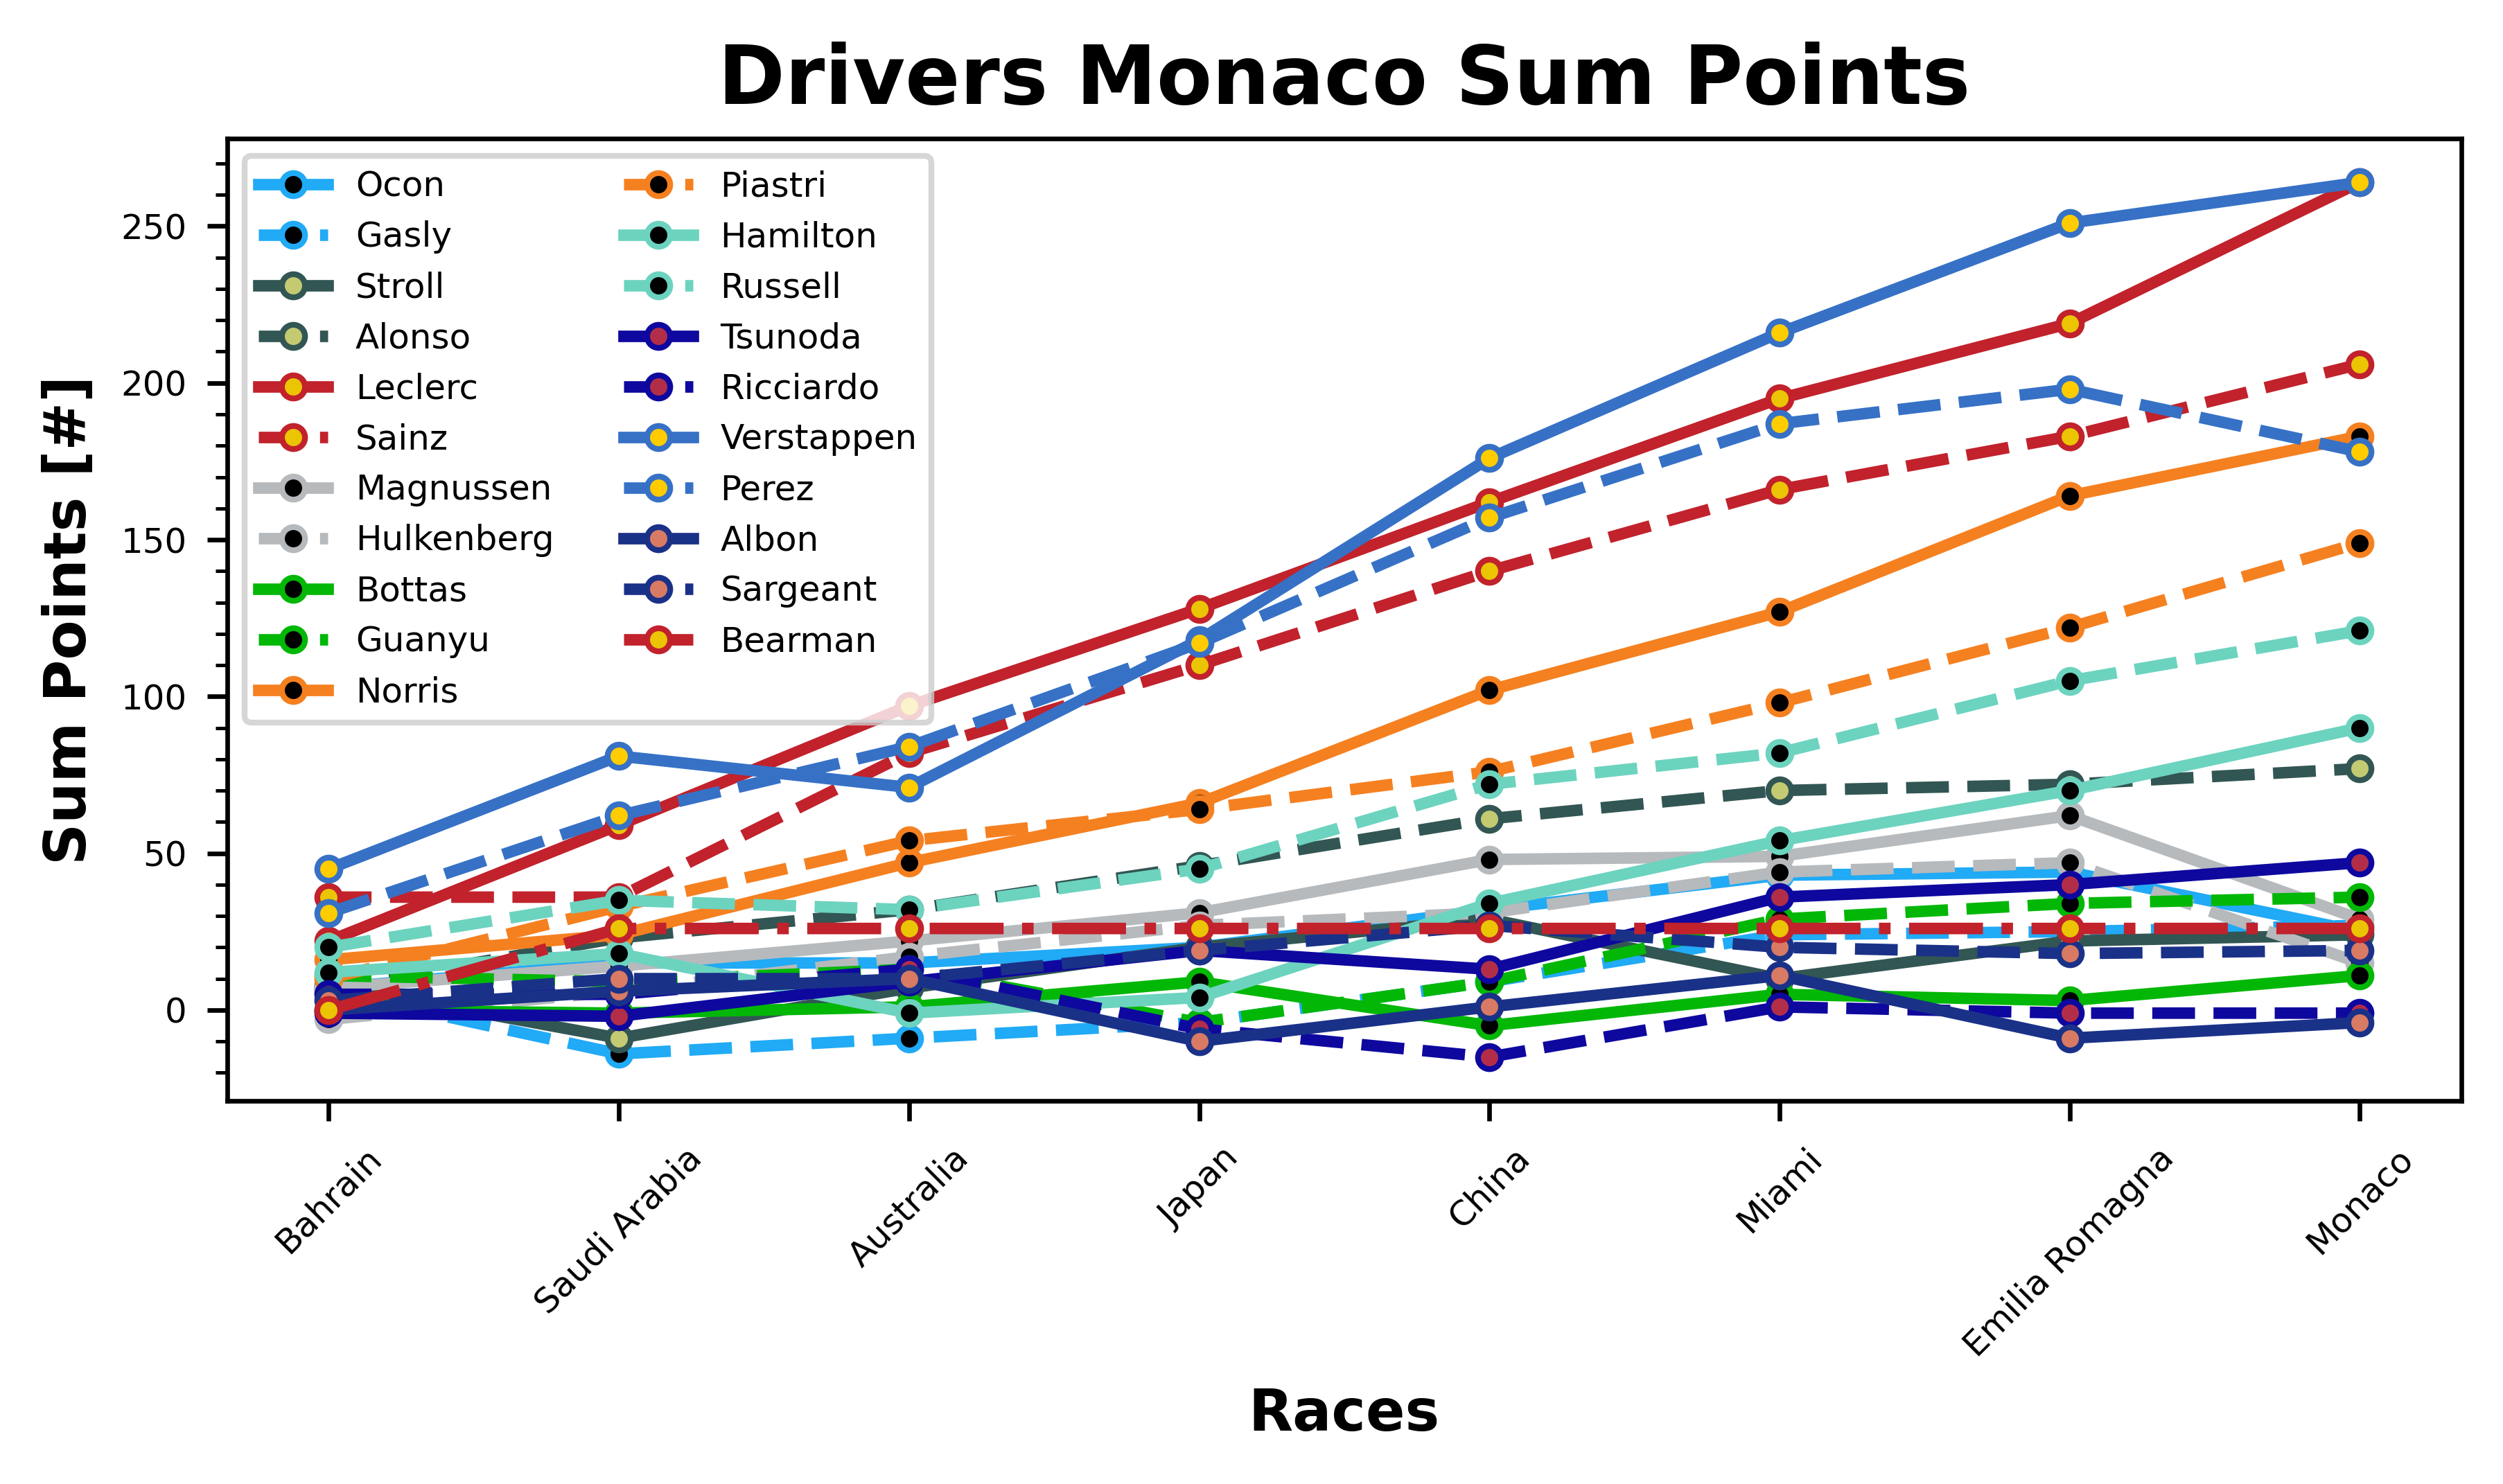 Drivers Monaco Sum Points
Sum Points [#]
250
200
150
100
50
0
Ocon
Gasly
Stroll
Alonso
Leclerc
Sainz
Magnussen
Hulkenberg
Bottas
Guanyu
Norris
Piastri
Hamilton
Russell
Tsunoda
Ricciardo
Verstappen
Perez
Albon
Sargeant
Bearman
Bahrain
Saudi Arabia
Australia
Japan
China
Miami
Emilia Romagna
Monaco
Races